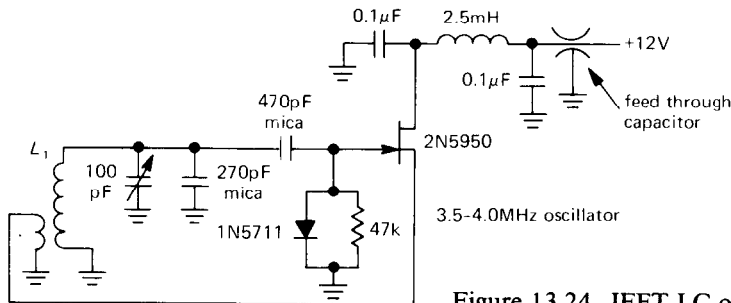 0.1μF
2.5mH
+12V
0.1μF
feed through
capacitor
470pF
mica
2N5950
L₁
100
pF
270pF
mica
1N5711
47k
3.5-4.0MHz oscillator
Figure 13.24 JFET LC o